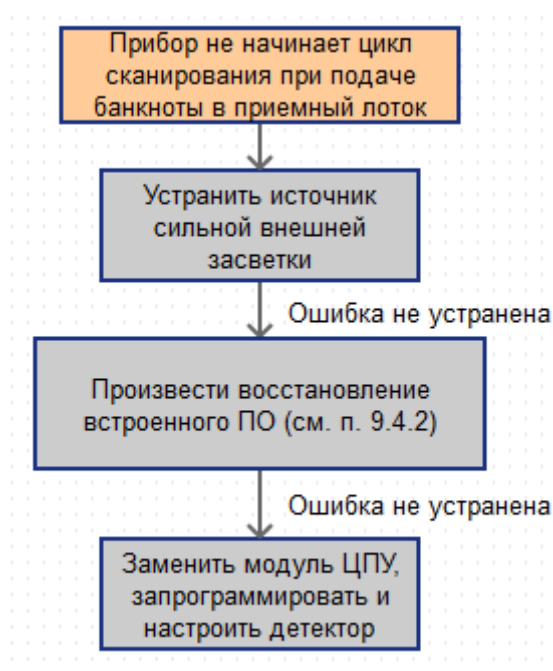 Прибор не начинает цикл
сканирования при подаче
банкноты в приемный лоток
Устранить источник
сильной внешней
засветки
Ошибка не устранена
Произвести восстановление
встроенного ПО (см. п. 9.4.2)
Ошибка не устранена
Заменить модуль ЦПУ,
запрограммировать и
настроить детектор